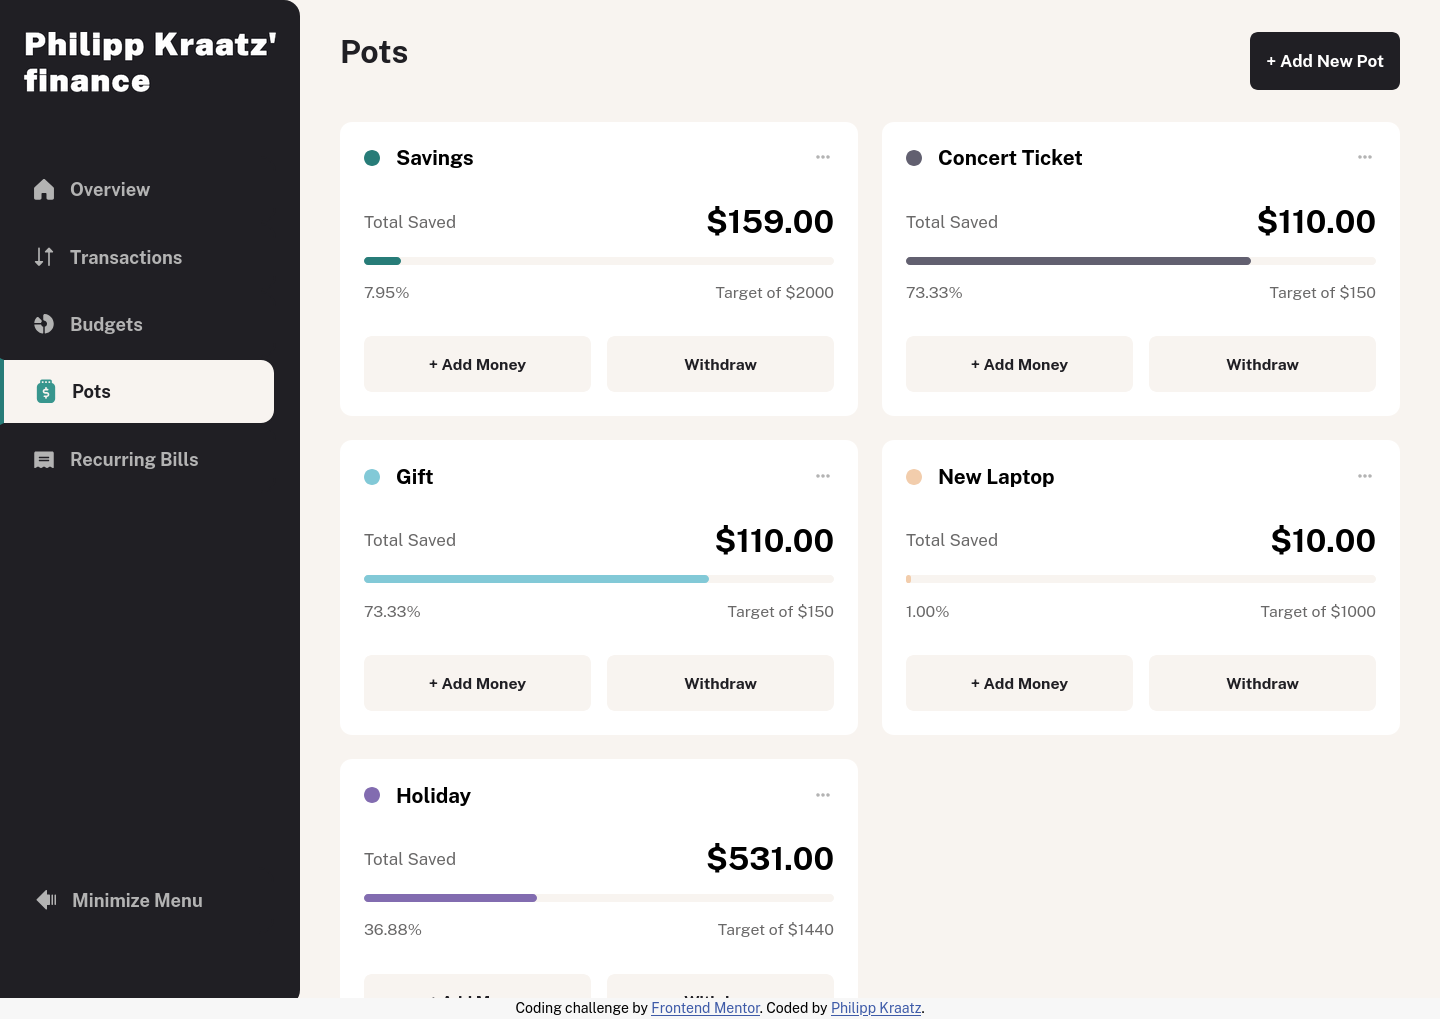 Philipp Kraatz'
finance
Overview
Transactions
Budgets
Pots
Recurring Bills
Minimize Menu
Pots
+ Add New Pot
Savings
Total Saved
$159.00
7.95%
Target of $2000
+ Add Money
Withdraw
Concert Ticket
Total Saved
$110.00
73.33%
Target of $150
+ Add Money
Withdraw
Gift
Total Saved
$110.00
73.33%
Target of $150
+ Add Money
Withdraw
New Laptop
Total Saved
$10.00
1.00%
Target of $1000
+ Add Money
Withdraw
Holiday
Total Saved
$531.00
36.88%
Target of $1440
Coding challenge by Frontend Mentor. Coded by Philipp Kraatz.